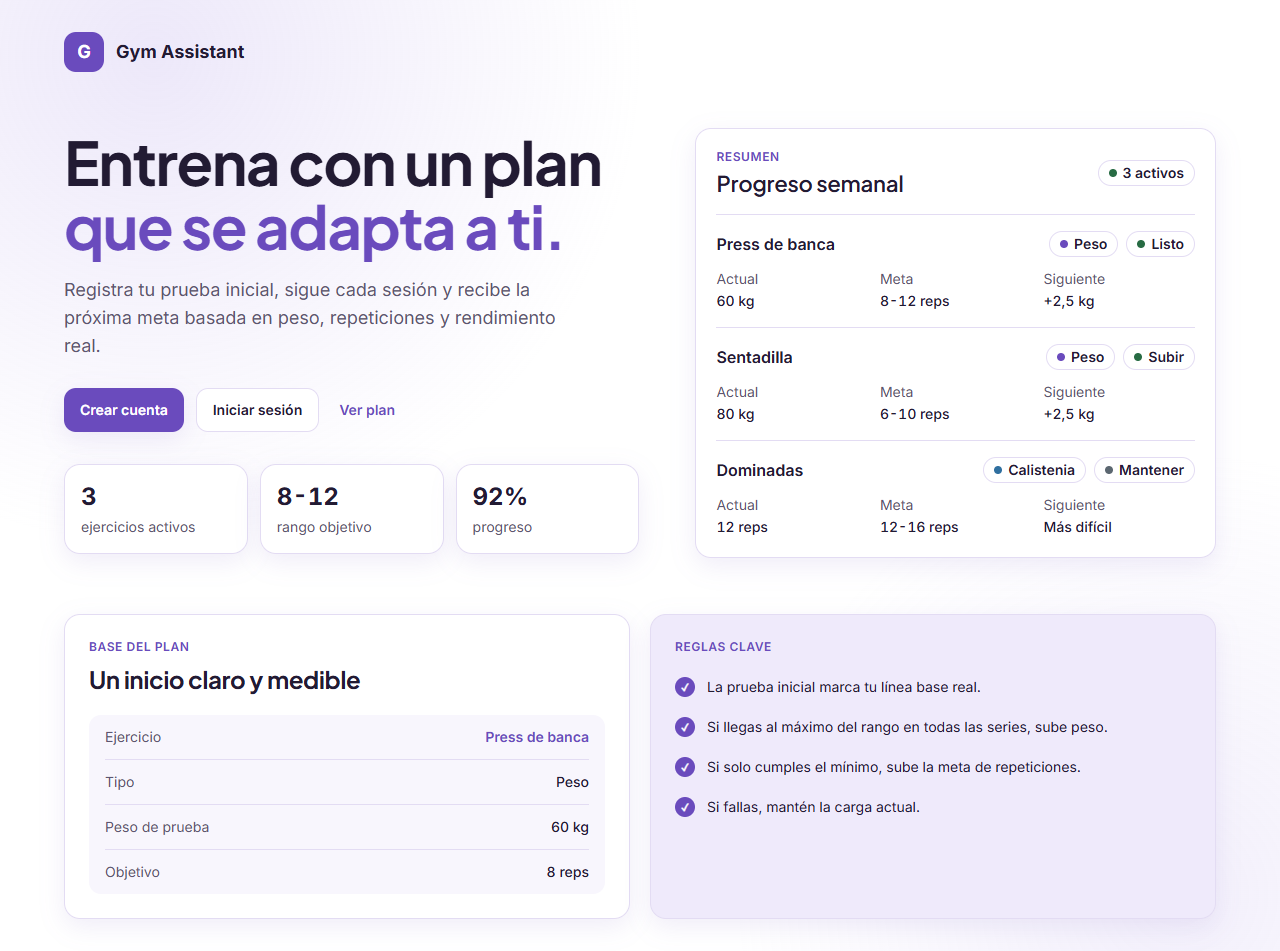 G
Gym Assistant
Entrena con un plan
que se adapta a ti.
Registra tu prueba inicial, sigue cada sesión y recibe la
próxima meta basada en peso, repeticiones y rendimiento
real.
Crear cuenta
Iniciar sesión
Ver plan
3
ejercicios activos
8-12
rango objetivo
92%
progreso
RESUMEN
Progreso semanal
3 activos
Press de banca
Peso
Listo
Actual
Meta
Siguiente
60 kg
8-12 reps
+2,5 kg
Sentadilla
Peso
Subir
Actual
Meta
Siguiente
80 kg
6-10 reps
+2,5 kg
Dominadas
Calistenia
Mantener
Actual
Meta
Siguiente
12 reps
12-16 reps
Más difícil
BASE DEL PLAN
Un inicio claro y medible
Ejercicio
Press de banca
Tipo
Peso
Peso de prueba
60 kg
Objetivo
8 reps
REGLAS CLAVE
La prueba inicial marca tu línea base real.
Si llegas al máximo del rango en todas las series, sube peso.
Si solo cumples el mínimo, sube la meta de repeticiones.
Si fallas, mantén la carga actual.